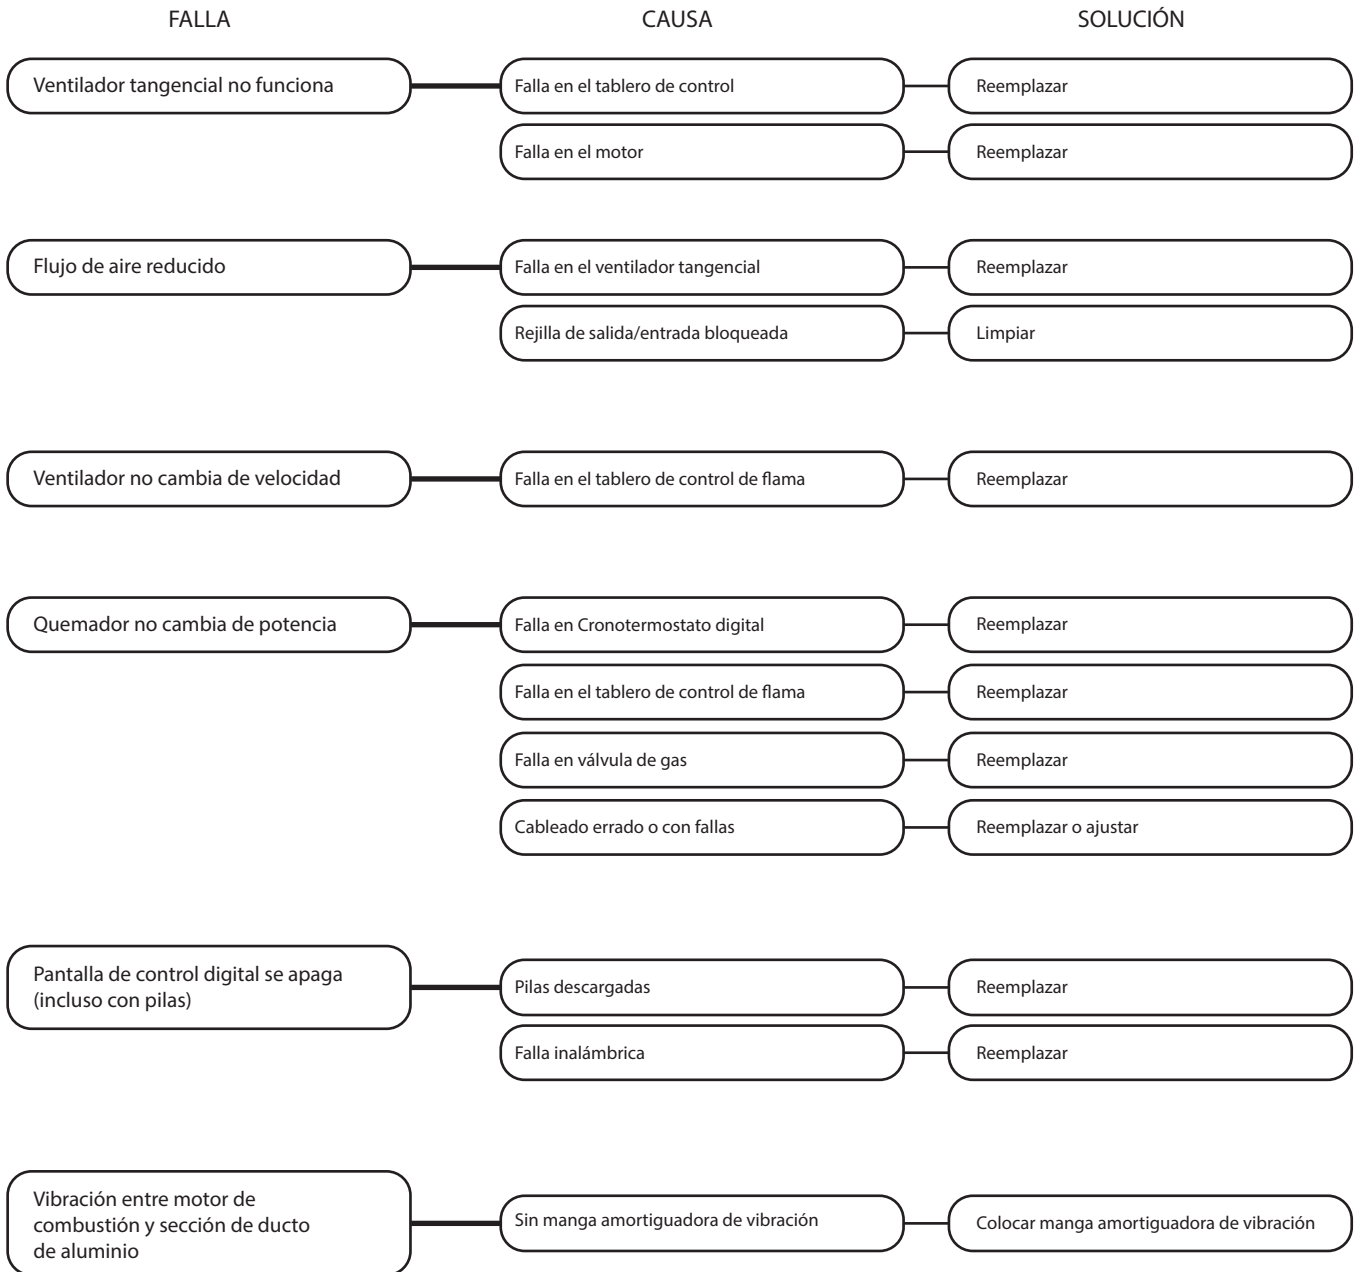 FALLA CAUSA SOLUCIÓN
Ventilador tangencial no funciona Falla en el tablero de control Reemplazar
Falla en el motor Reemplazar
Flujo de aire reducido Falla en el ventilador tangencial Reemplazar
Rejilla de salida/entrada bloqueada Limpiar
Ventilador no cambia de velocidad Falla en el tablero de control de flama Reemplazar
Quemador no cambia de potencia Falla en Cronotermostato digital Reemplazar
Falla en el tablero de control de flama Reemplazar
Falla en válvula de gas Reemplazar
Cableado errado o con fallas Reemplazar o ajustar
Pantalla de control digital se apaga
(incluso con pilas)
Pilas descargadas Reemplazar
Falla inalámbrica Reemplazar
Vibración entre motor de
combustión y sección de ducto
de aluminio
Sin manga amortiguadora de vibración Colocar manga amortiguadora de vibración